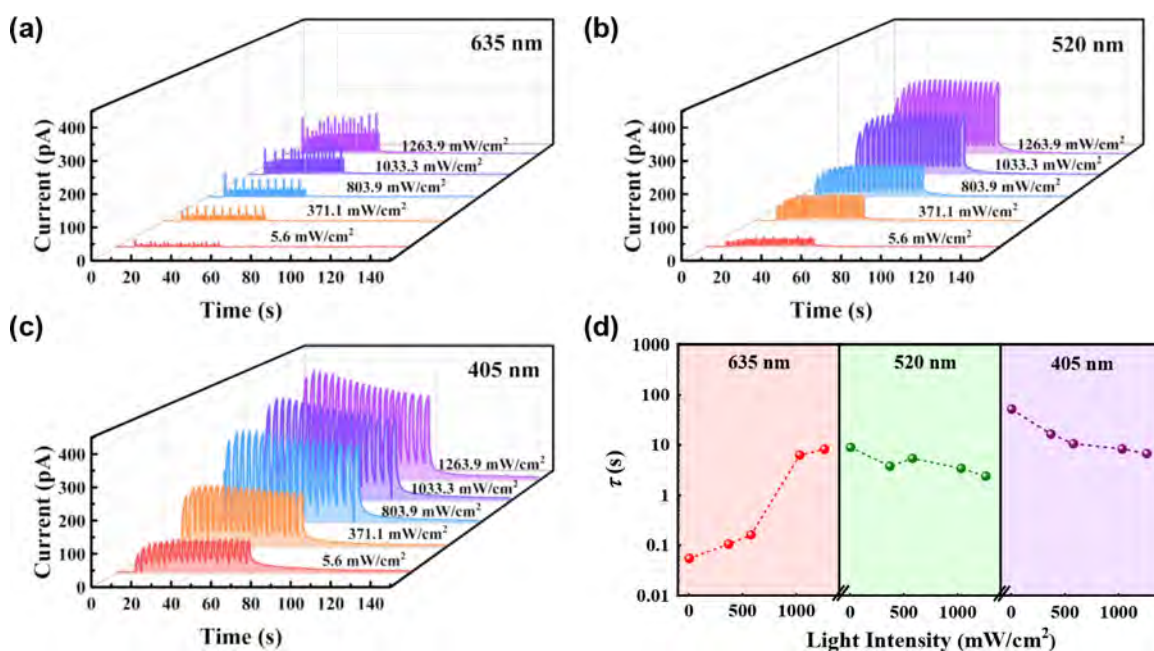 (a)
635 nm
Current (pA)
400
300
200
100
0
1263.9 mW/cm²
1033.3 mW/cm²
803.9 mW/cm²
371.1 mW/cm²
5.6 mW/cm²
0 20 40 60 80 100 120 140
Time (s)
(b)
520 nm
Current (pA)
400
300
200
100
0
1263.9 mW/cm²
1033.3 mW/cm²
803.9 mW/cm²
371.1 mW/cm²
5.6 mW/cm²
0 20 40 60 80 100 120 140
Time (s)
(c)
405 nm
Current (pA)
400
300
200
100
0
1263.9 mW/cm²
1033.3 mW/cm²
803.9 mW/cm²
371.1 mW/cm²
5.6 mW/cm²
0 20 40 60 80 100 120 140
Time (s)
(d)
635 nm 520 nm 405 nm
τ (s)
1000
100
10
1
0.1
0.01
0 500 1000 0 500 1000 0 500 1000
Light Intensity (mW/cm²)